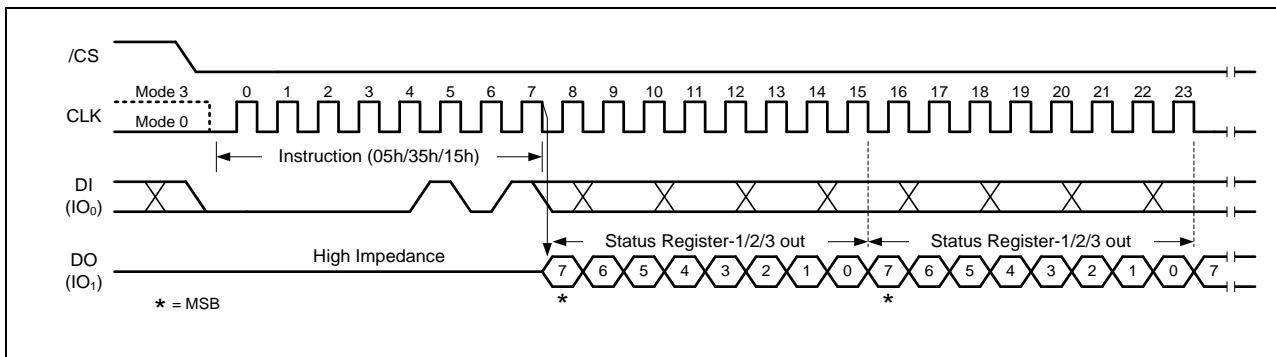 /CS
Mode 3 0 1 2 3 4 5 6 7 8 9 10 11 12 13 14 15 16 17 18 19 20 21 22 23
CLK
Mode 0
Instruction (05h/35h/15h)
DI
(IO₀)
Status Register-1/2/3 out Status Register-1/2/3 out
High Impedance
DO
(IO₁)
7 6 5 4 3 2 1 0 7 6 5 4 3 2 1 0 7
* *
* = MSB